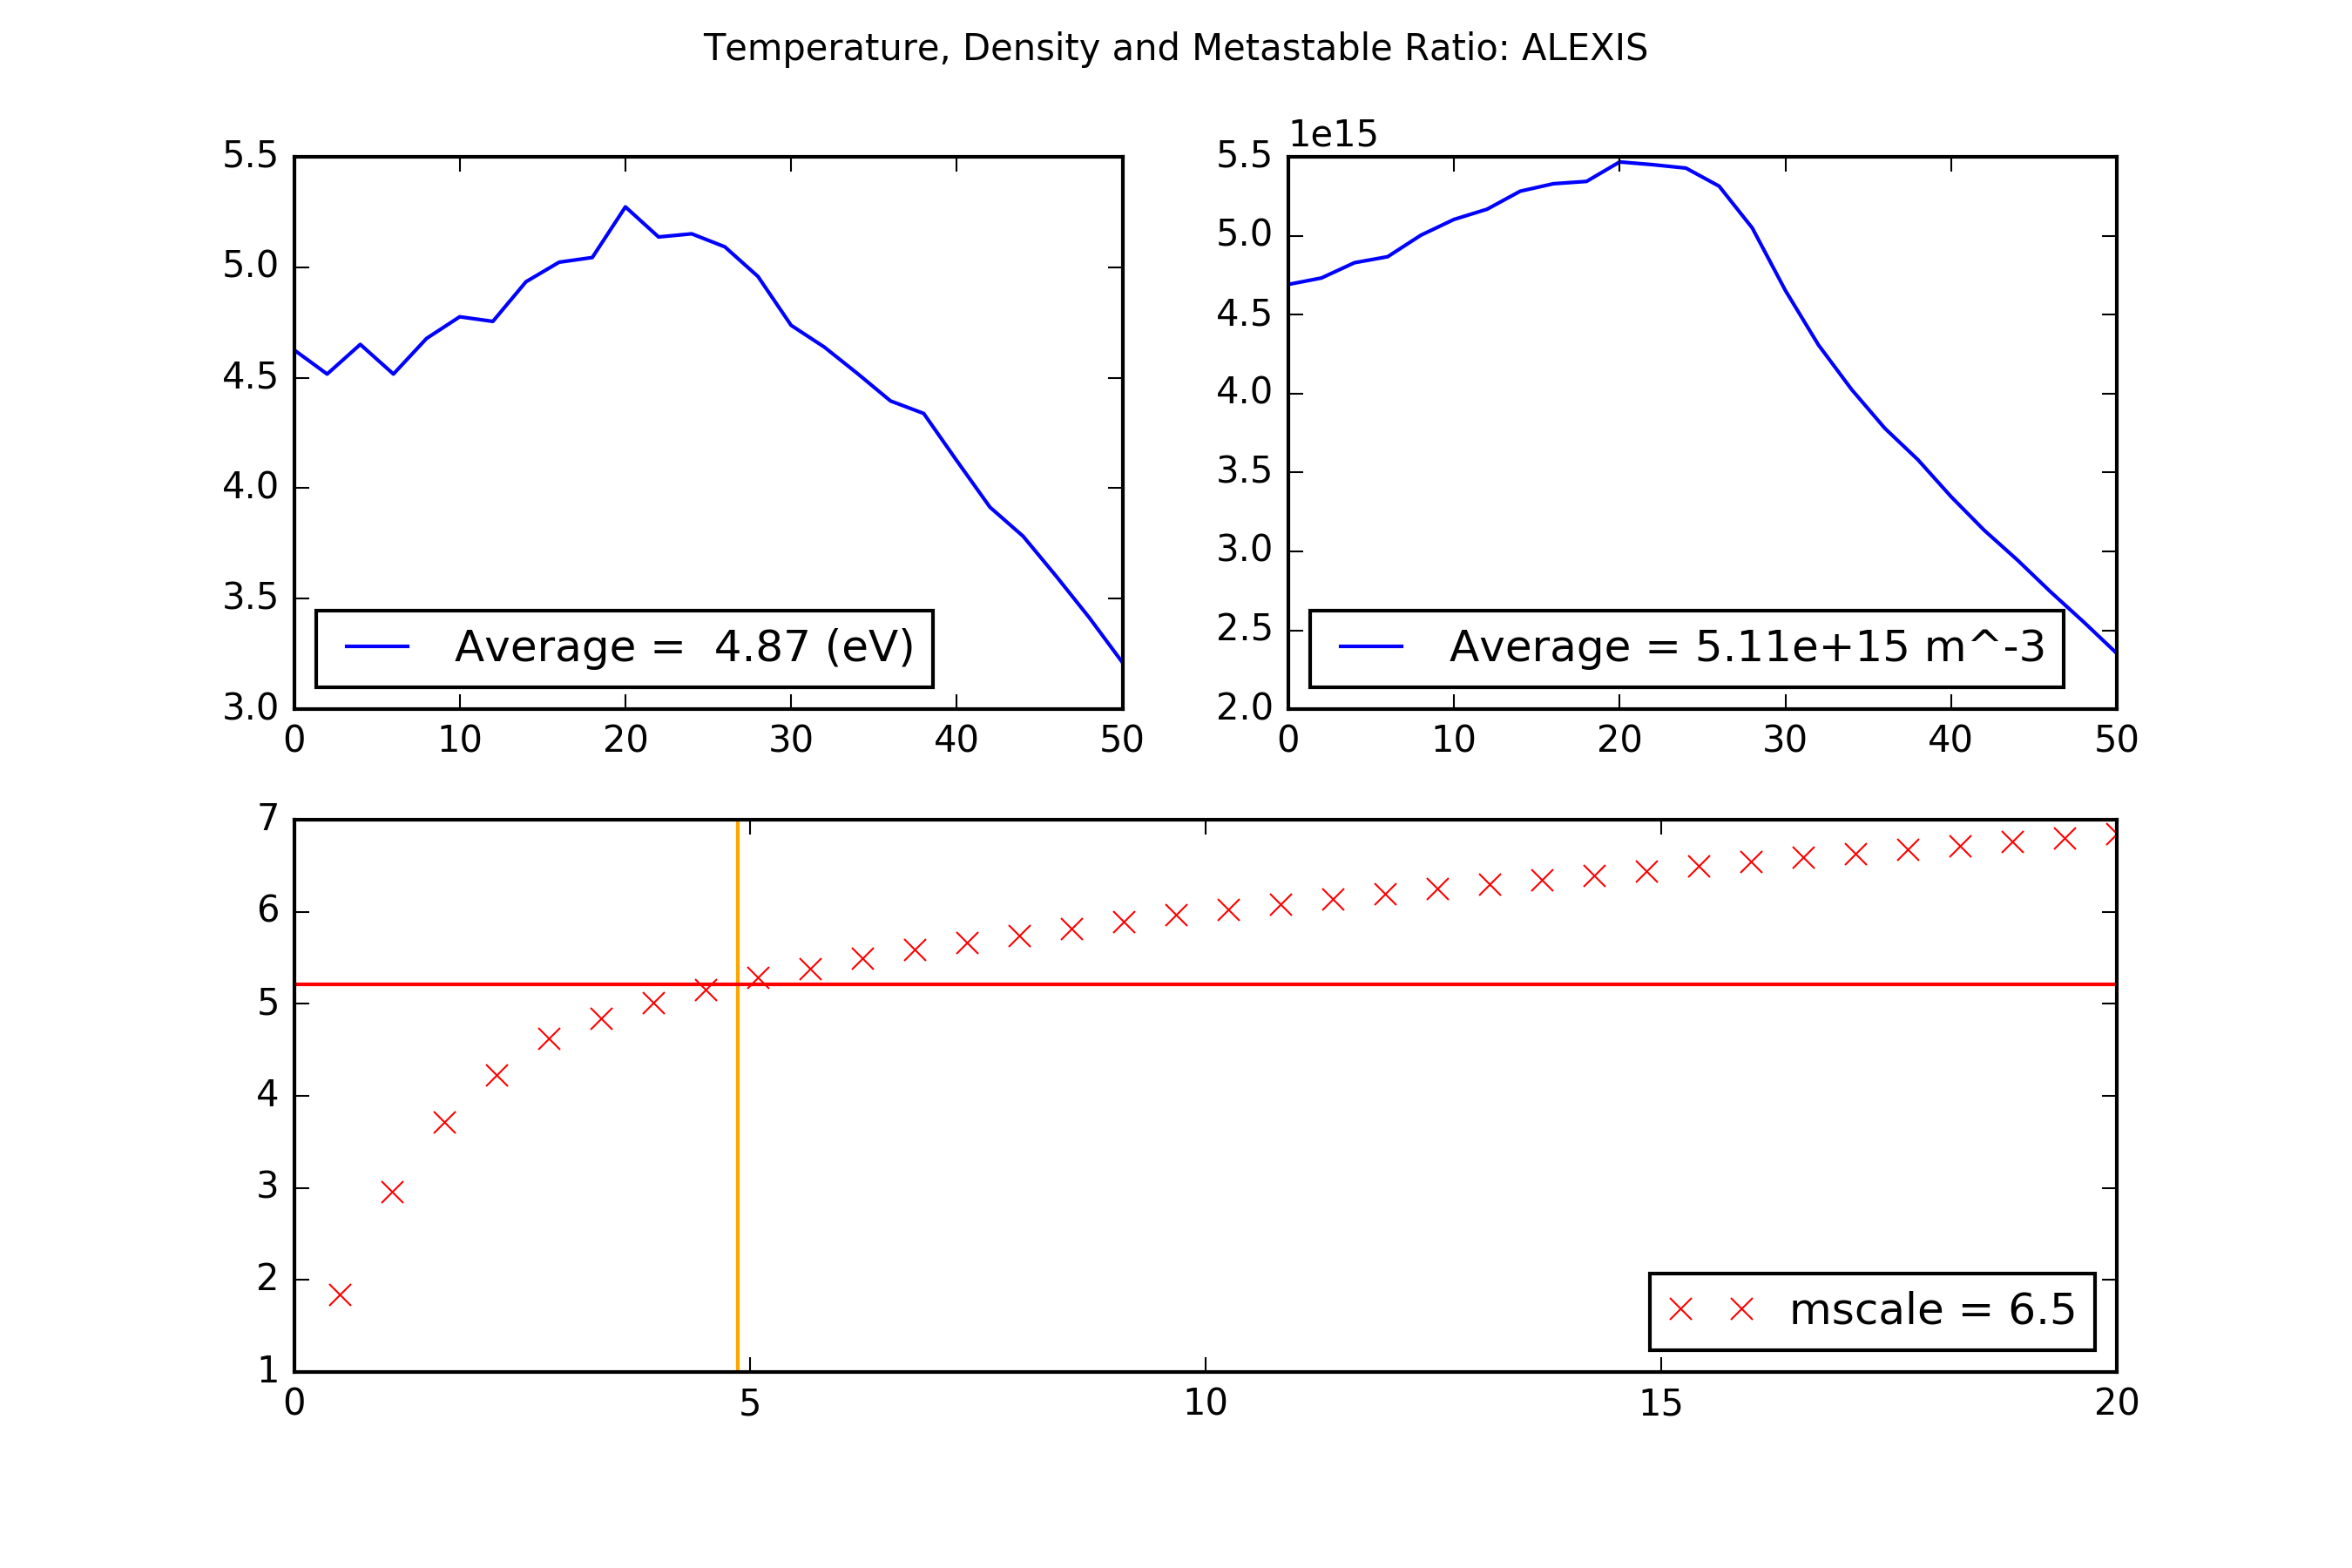 Temperature, Density and Metastable Ratio: ALEXIS
5.5
5.0
4.5
4.0
3.5
3.0
0 10 20 30 40 50
Average =  4.87 (eV)
1e15
5.5
5.0
4.5
4.0
3.5
3.0
2.5
2.0
0 10 20 30 40 50
Average = 5.11e+15 m^-3
7
6
5
4
3
2
1
0 5 10 15 20
mscale = 6.5